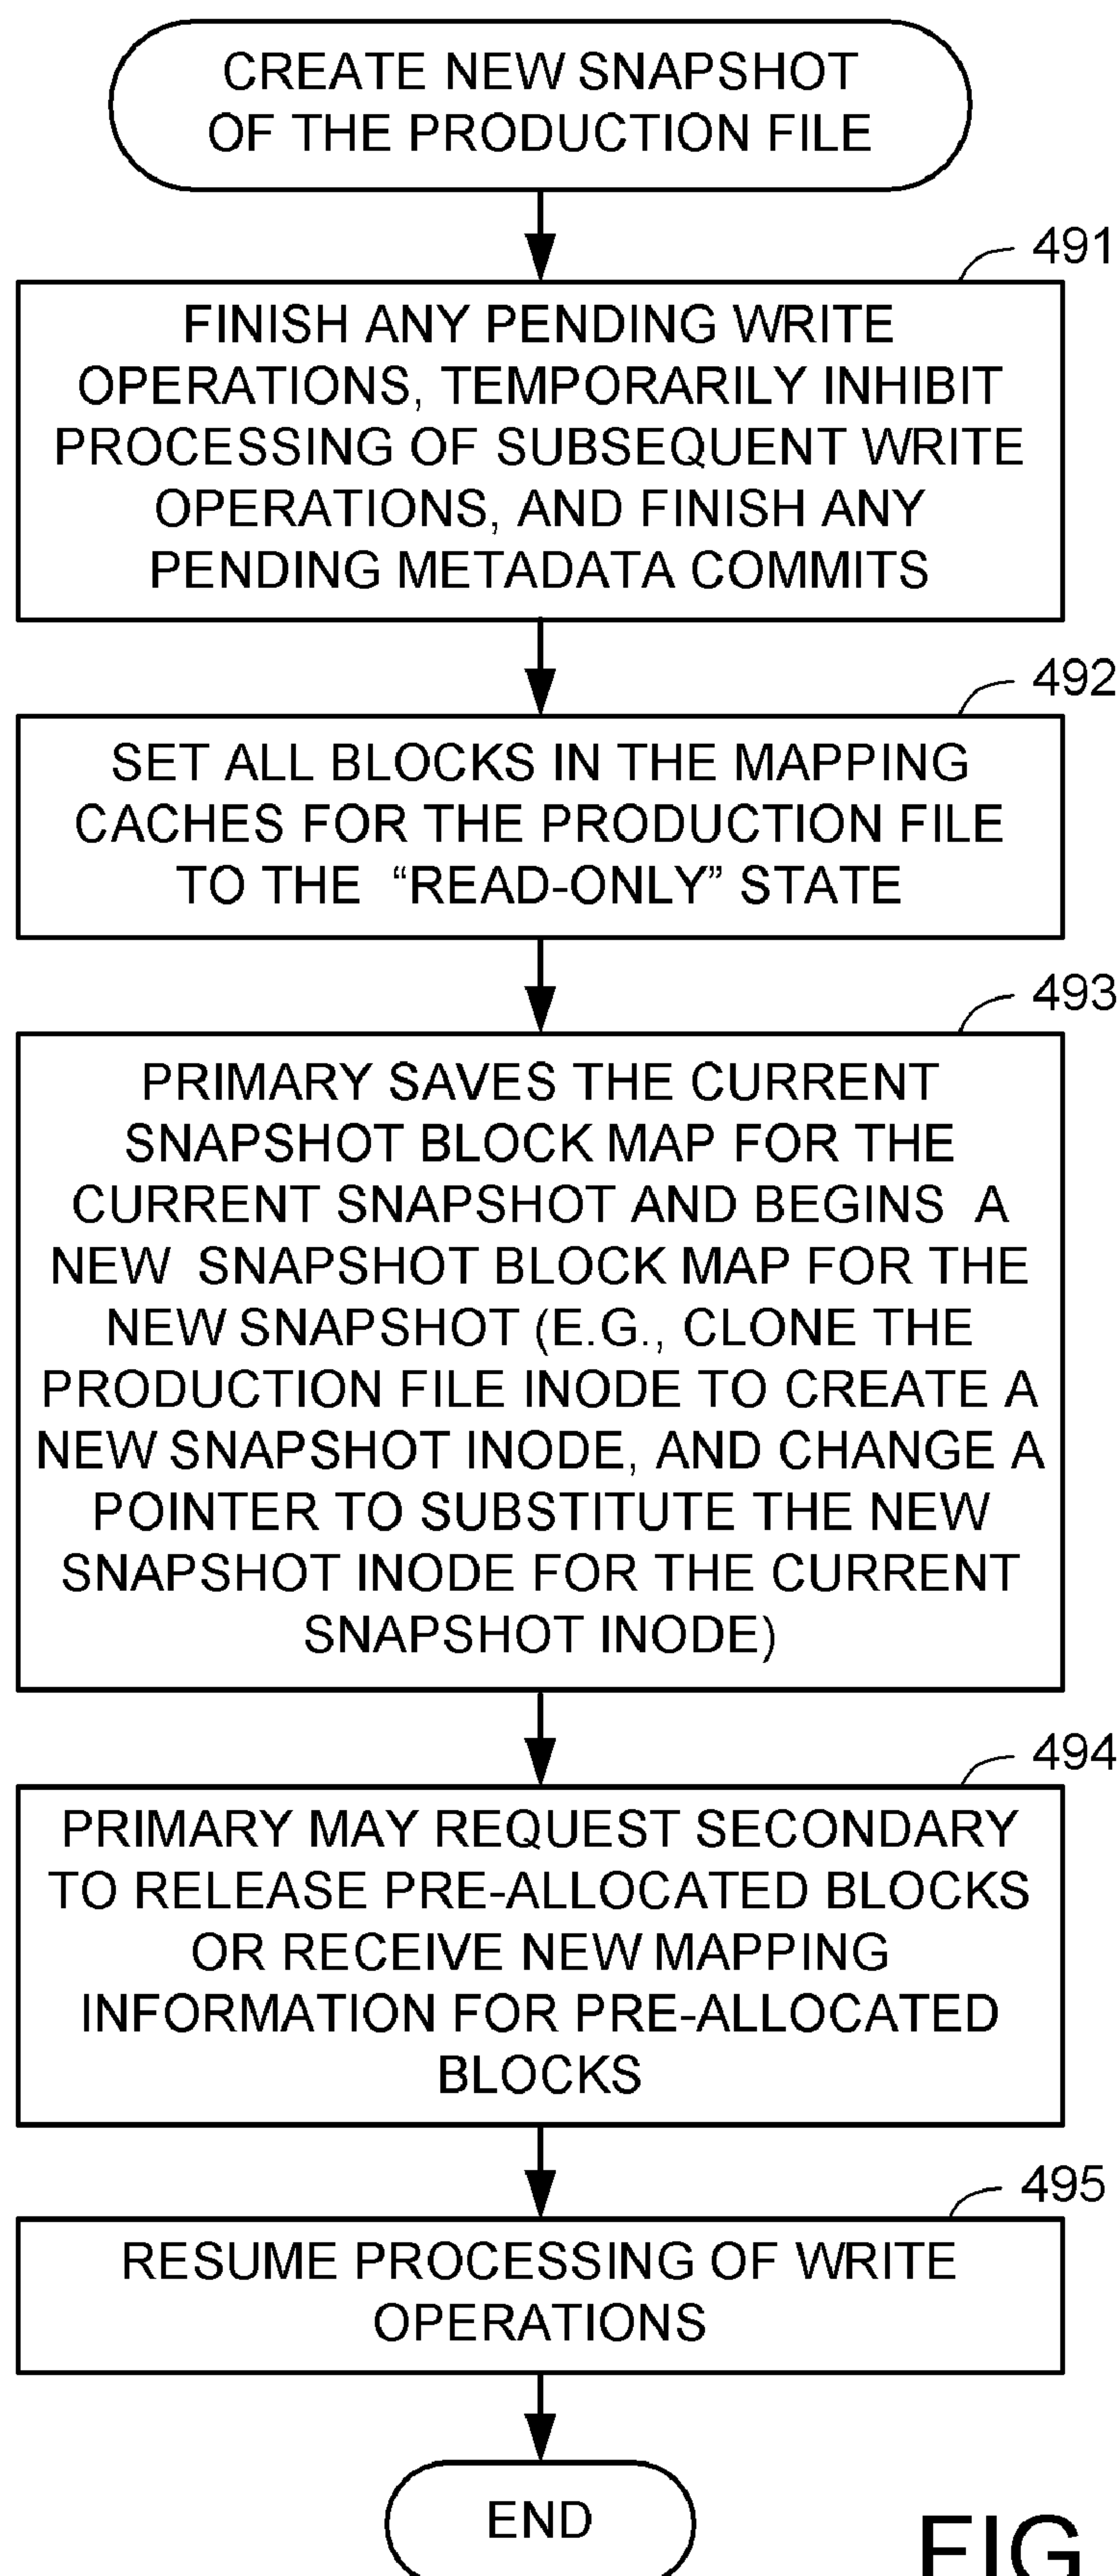 CREATE NEW SNAPSHOT
OF THE PRODUCTION FILE
491
FINISH ANY PENDING WRITE
OPERATIONS, TEMPORARILY INHIBIT
PROCESSING OF SUBSEQUENT WRITE
OPERATIONS, AND FINISH ANY
PENDING METADATA COMMITS
492
SET ALL BLOCKS IN THE MAPPING
CACHES FOR THE PRODUCTION FILE
TO THE “READ-ONLY” STATE
493
PRIMARY SAVES THE CURRENT
SNAPSHOT BLOCK MAP FOR THE
CURRENT SNAPSHOT AND BEGINS A
NEW SNAPSHOT BLOCK MAP FOR THE
NEW SNAPSHOT (E.G., CLONE THE
PRODUCTION FILE INODE TO CREATE A
NEW SNAPSHOT INODE, AND CHANGE A
POINTER TO SUBSTITUTE THE NEW
SNAPSHOT INODE FOR THE CURRENT
SNAPSHOT INODE)
494
PRIMARY MAY REQUEST SECONDARY
TO RELEASE PRE-ALLOCATED BLOCKS
OR RECEIVE NEW MAPPING
INFORMATION FOR PRE-ALLOCATED
BLOCKS
495
RESUME PROCESSING OF WRITE
OPERATIONS
END
FIG